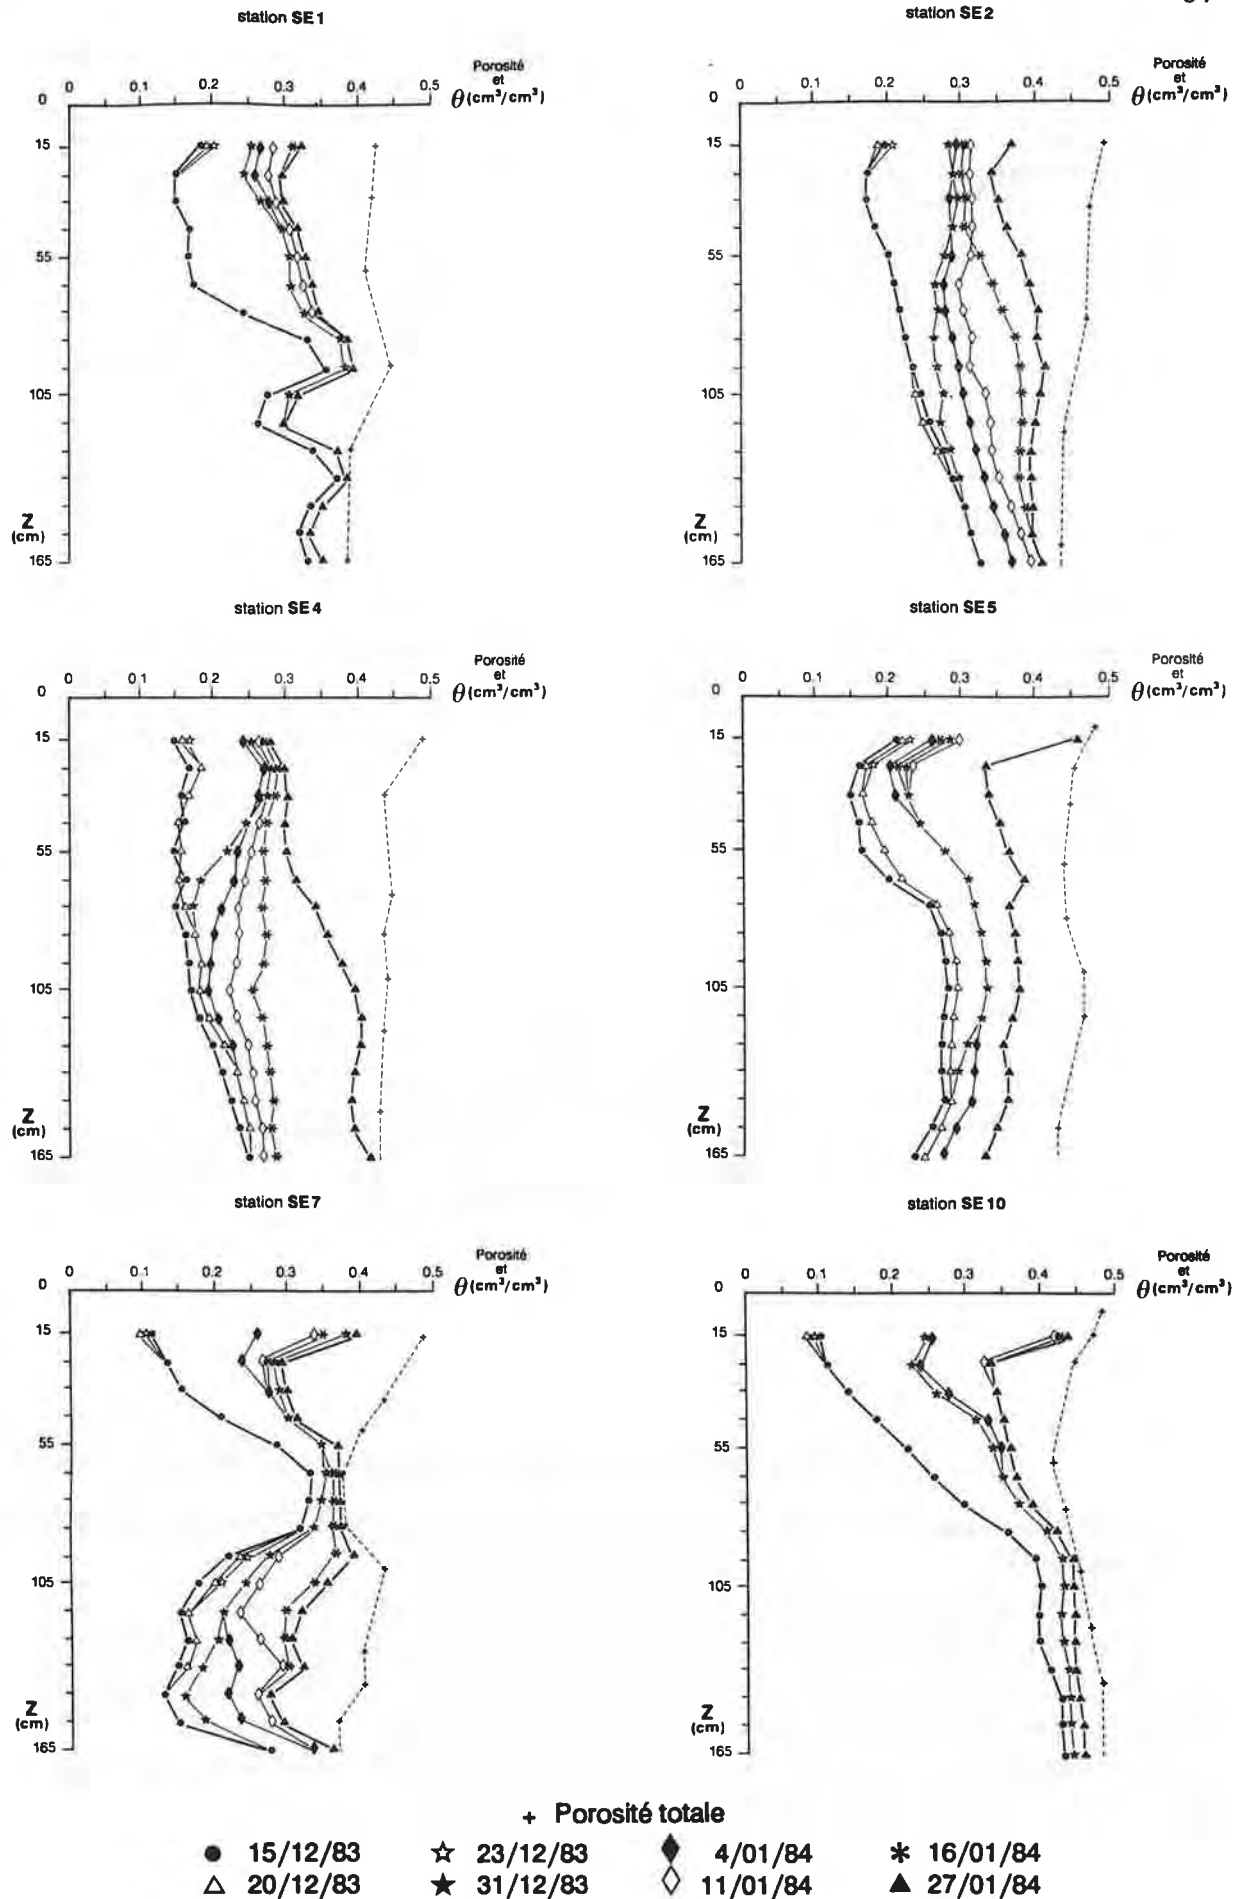 station SE1
station SE2
Porosité
et
0 0.1 0.2 0.3 0.4 0.5
θ(cm³/cm³)
0
15
55
105
Z
(cm)
165
Porosité
et
0 0.1 0.2 0.3 0.4 0.5
θ(cm³/cm³)
0
15
55
105
Z
(cm)
165
station SE4
station SE5
Porosité
et
0 0.1 0.2 0.3 0.4 0.5
θ(cm³/cm³)
0
15
55
105
Z
(cm)
165
Porosité
et
0 0.1 0.2 0.3 0.4 0.5
θ(cm³/cm³)
0
15
55
105
Z
(cm)
165
station SE7
station SE10
Porosité
et
0 0.1 0.2 0.3 0.4 0.5
θ(cm³/cm³)
0
15
55
105
Z
(cm)
165
Porosité
et
0 0.1 0.2 0.3 0.4 0.5
θ(cm³/cm³)
0
15
55
105
Z
(cm)
165
+ Porosité totale
● 15/12/83 ☆ 23/12/83 ♦ 4/01/84 * 16/01/84
△ 20/12/83 ★ 31/12/83 ◇ 11/01/84 ▲ 27/01/84